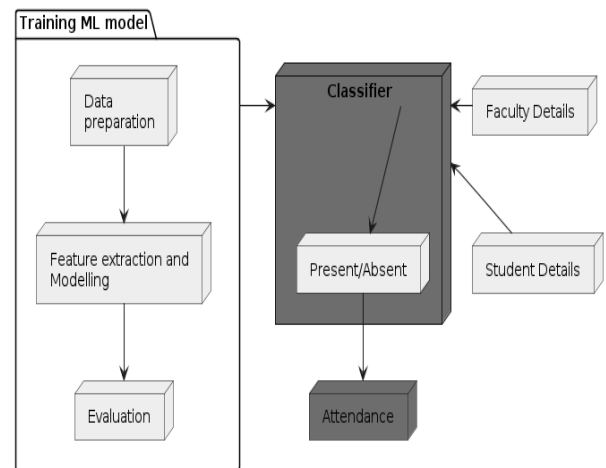 Training ML model
Data
preparation
Feature extraction and
Modelling
Evaluation
Classifier
Present/Absent
Attendance
Faculty Details
Student Details